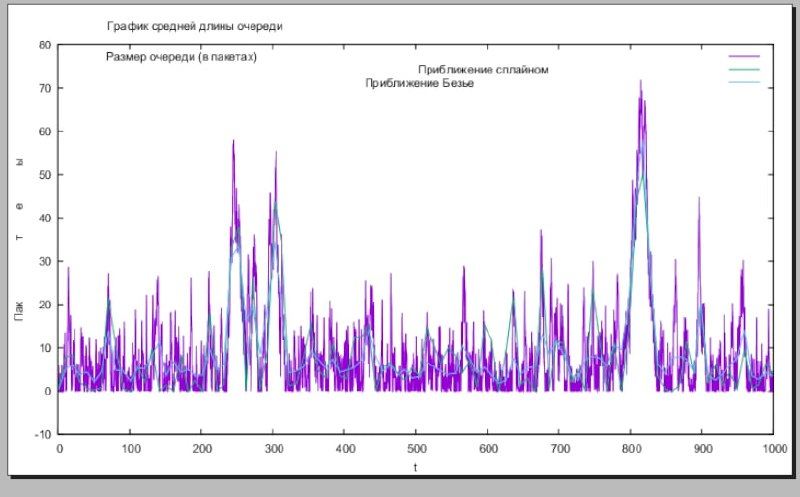 График средней длины очереди
Размер очереди (в пакетах)
Приближение сплайном
Приближение Безье
80
70
60
50
40
30
20
10
0
-10
Пак т е ы
0 100 200 300 400 500 600 700 800 900 1000
t